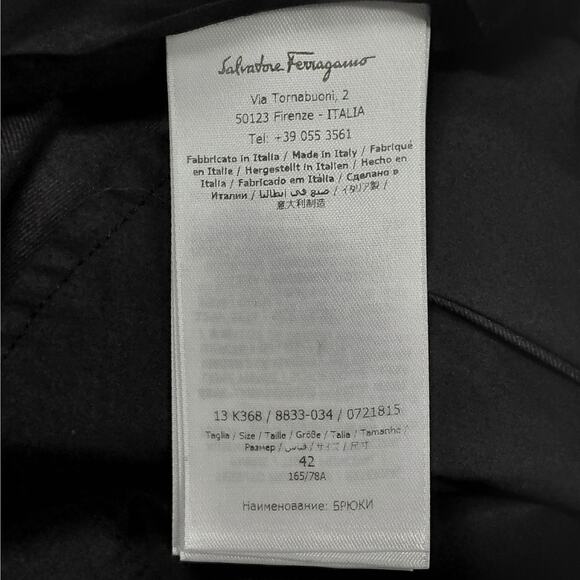 Salvatore Ferragamo
Via Tornabuoni, 2
50123 Firenze - ITALIA
Tel: +39 055 3561
Fabbricato in Italia / Made in Italy / Fabriqué
en Italie / Hergestellt in Italien / Hecho en
Italia / Fabricado em Itália / Сделано в
Италии / صنع في ايطاليا / イタリア製 /
意大利制造
13 K368 / 8833-034 / 0721815
Taglia / Size / Taille / Größe / Talla / Tamanho /
Размер / قياس / サイズ / 尺寸
42
165/78A
Наименование: БРЮКИ